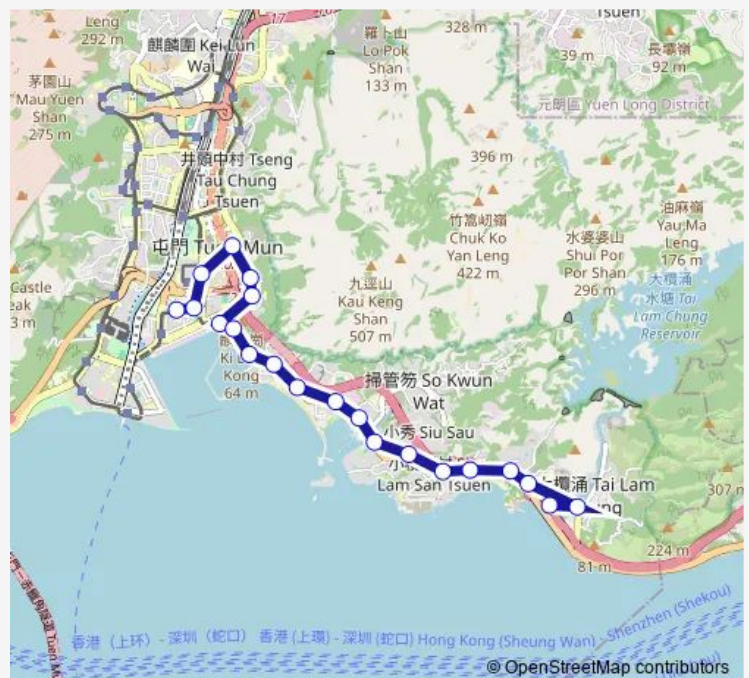 Leng
292 m
17
麒麟圍 Kei Lun
Wai
茅園山
Mau Yuen
Shan
275 m
羅卜山
Lo Pok
Shan
133 m
328 m
Tsuen
39 m
長壩嶺
92 m
元朗區 Yuen Long District
井頭中村 Tseng
Tau Chung
Tsuen
396 m
竹篙屻嶺
Chuk Ko
Yan Leng
422 m
水婆婆山
Shui Por
Por Shan
296 m
油麻嶺
Yau Ma
Leng
176 m
屯門
Mun
Castle
大欖涌
水塘 Tai
Lam Chung
Reservoir
九逕山
Kau Keng
Shan
507 m
Kong
64 m
掃管笏 So Kwun
Wat
小秀 Siu Sau
Lam San Tsuen
Tai Lam
307
224 m
81 m
香港（上环）- 深圳（蛇口） 香港 (上環) - 深圳 (蛇口) Hong Kong (Sheung Wan) - Shenzhen (Shekou)
© OpenStreetMap contributors